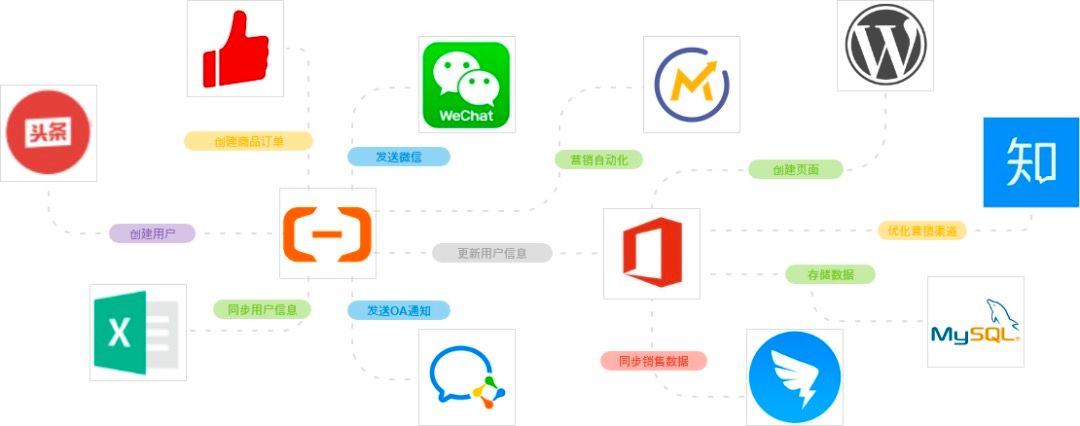 头条
创建商品订单
WeChat
发送微信
营销自动化
创建页面
知
创建用户
更新用户信息
优化营销渠道
存储数据
X
同步用户信息
发送OA通知
同步销售数据
MySQL